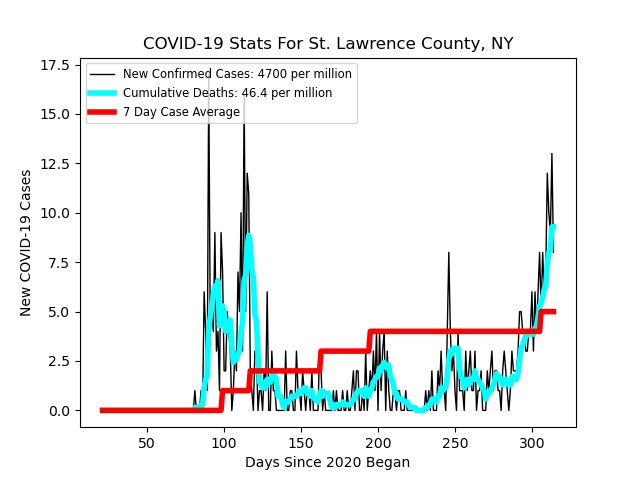 COVID-19 Stats For St. Lawrence County, NY
New Confirmed Cases: 4700 per million
Cumulative Deaths: 46.4 per million
7 Day Case Average
New COVID-19 Cases
17.5
15.0
12.5
10.0
7.5
5.0
2.5
0.0
50 100 150 200 250 300
Days Since 2020 Began